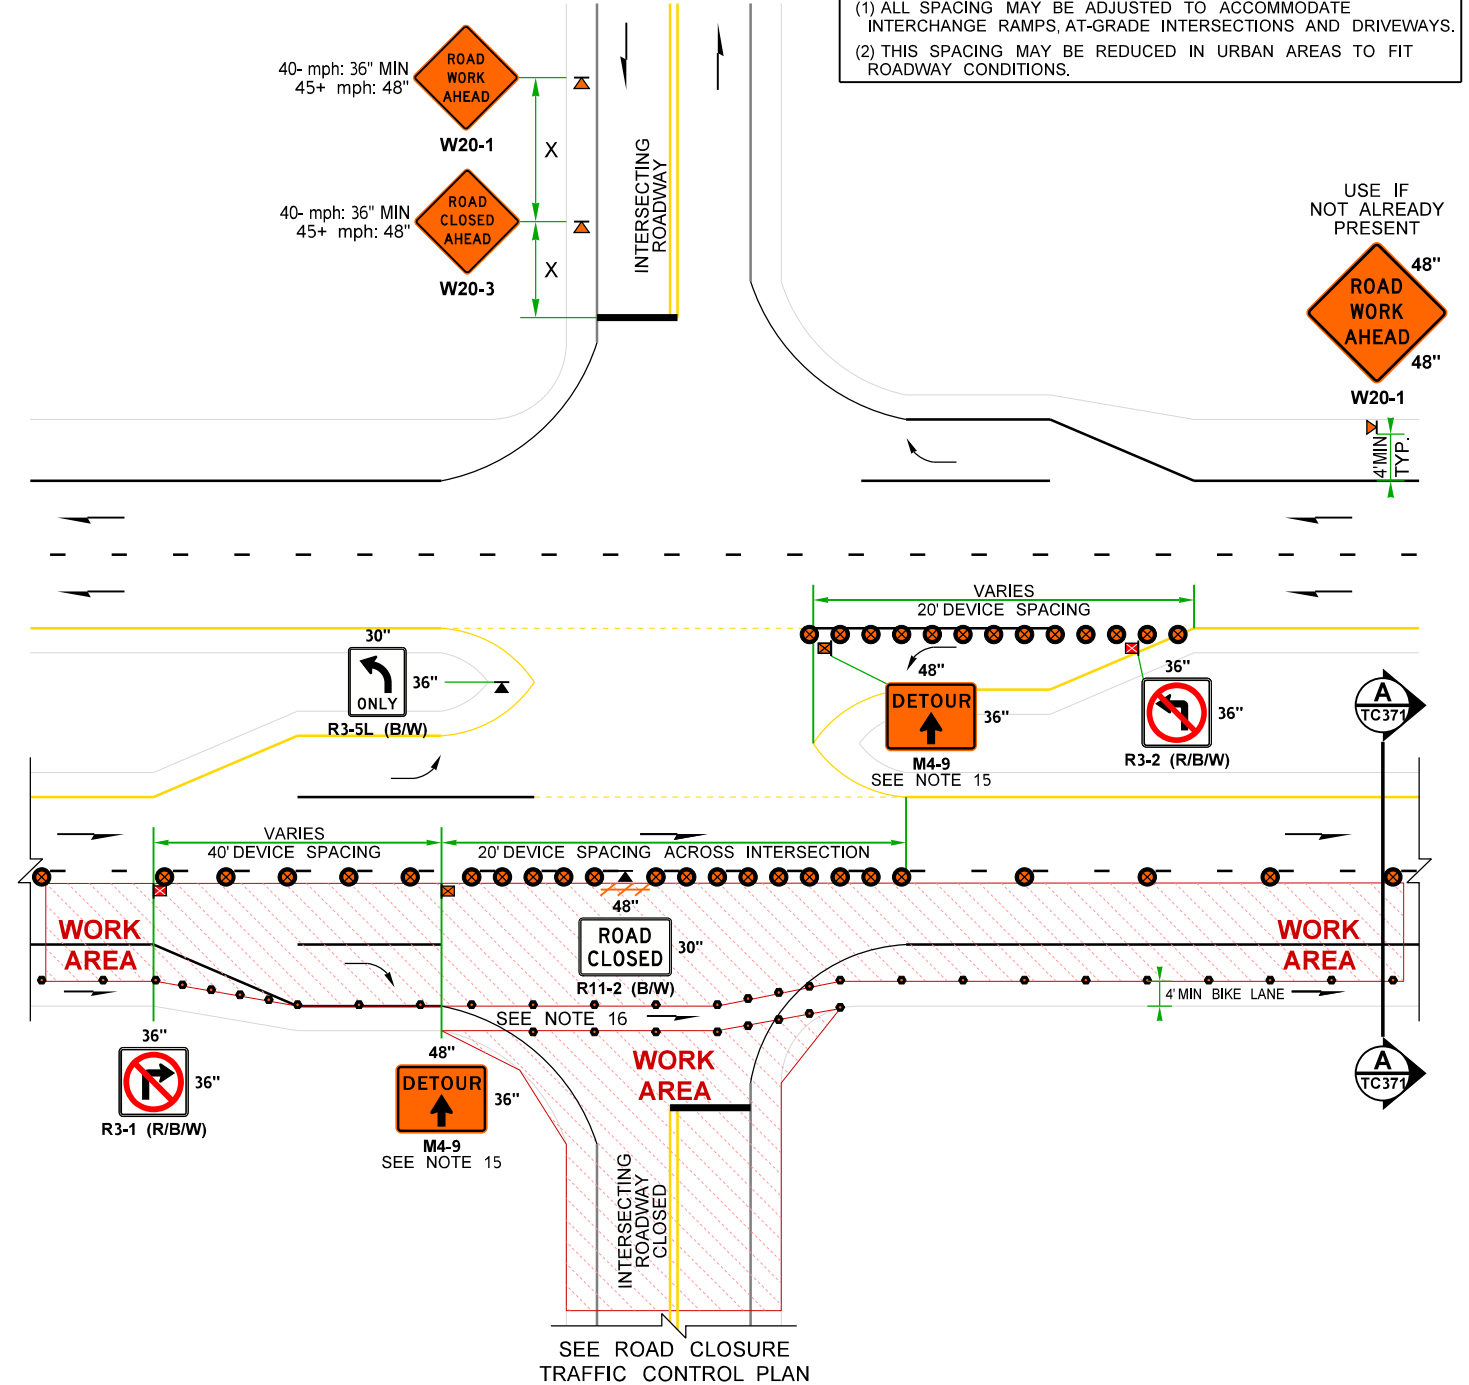 (1) ALL SPACING MAY BE ADJUSTED TO ACCOMMODATE
INTERCHANGE RAMPS, AT-GRADE INTERSECTIONS AND DRIVEWAYS.
(2) THIS SPACING MAY BE REDUCED IN URBAN AREAS TO FIT
ROADWAY CONDITIONS.
40- mph: 36" MIN
45+ mph: 48"
ROAD
WORK
AHEAD
W20-1
X
40- mph: 36" MIN
45+ mph: 48"
ROAD
CLOSED
AHEAD
W20-3
X
INTERSECTING
ROADWAY
USE IF
NOT ALREADY
PRESENT
48"
ROAD
WORK
AHEAD
48"
W20-1
4'MIN
TYP.
VARIES
20' DEVICE SPACING
30"
ONLY
36"
R3-5L (B/W)
48"
DETOUR
36"
M4-9
SEE NOTE 15
36"
36"
R3-2 (R/B/W)
A
TC371
VARIES
40' DEVICE SPACING
20' DEVICE SPACING ACROSS INTERSECTION
WORK
AREA
48"
ROAD
CLOSED
30"
R11-2 (B/W)
WORK
AREA
4'MIN BIKE LANE
SEE NOTE 16
36"
36"
R3-1 (R/B/W)
48"
DETOUR
36"
M4-9
SEE NOTE 15
WORK
AREA
A
TC371
INTERSECTING
ROADWAY
CLOSED
SEE ROAD CLOSURE
TRAFFIC CONTROL PLAN